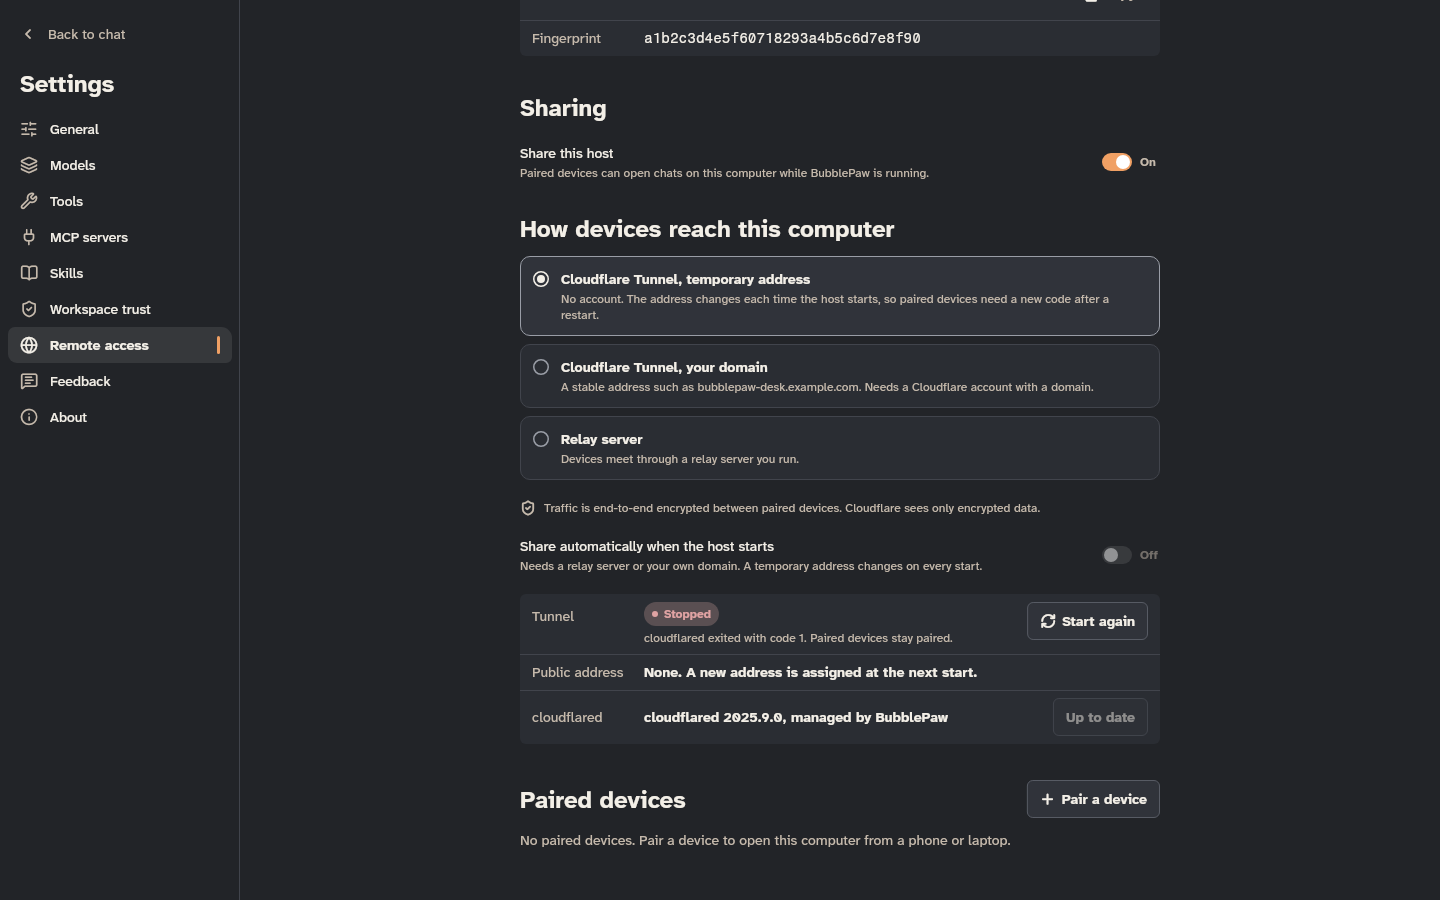 Back to chat
Settings
General
Models
Tools
MCP servers
Skills
Workspace trust
Remote access
Feedback
About
Fingerprint a1b2c3d4e5f60718293a4b5c6d7e8f90
Sharing
Share this host
Paired devices can open chats on this computer while BubblePaw is running.
On
How devices reach this computer
Cloudflare Tunnel, temporary address
No account. The address changes each time the host starts, so paired devices need a new code after a
restart.
Cloudflare Tunnel, your domain
A stable address such as bubblepaw-desk.example.com. Needs a Cloudflare account with a domain.
Relay server
Devices meet through a relay server you run.
Traffic is end-to-end encrypted between paired devices. Cloudflare sees only encrypted data.
Share automatically when the host starts
Needs a relay server or your own domain. A temporary address changes on every start.
Off
Tunnel
Stopped
cloudflared exited with code 1. Paired devices stay paired.
Start again
Public address None. A new address is assigned at the next start.
cloudflared cloudflared 2025.9.0, managed by BubblePaw Up to date
Paired devices
Pair a device
No paired devices. Pair a device to open this computer from a phone or laptop.